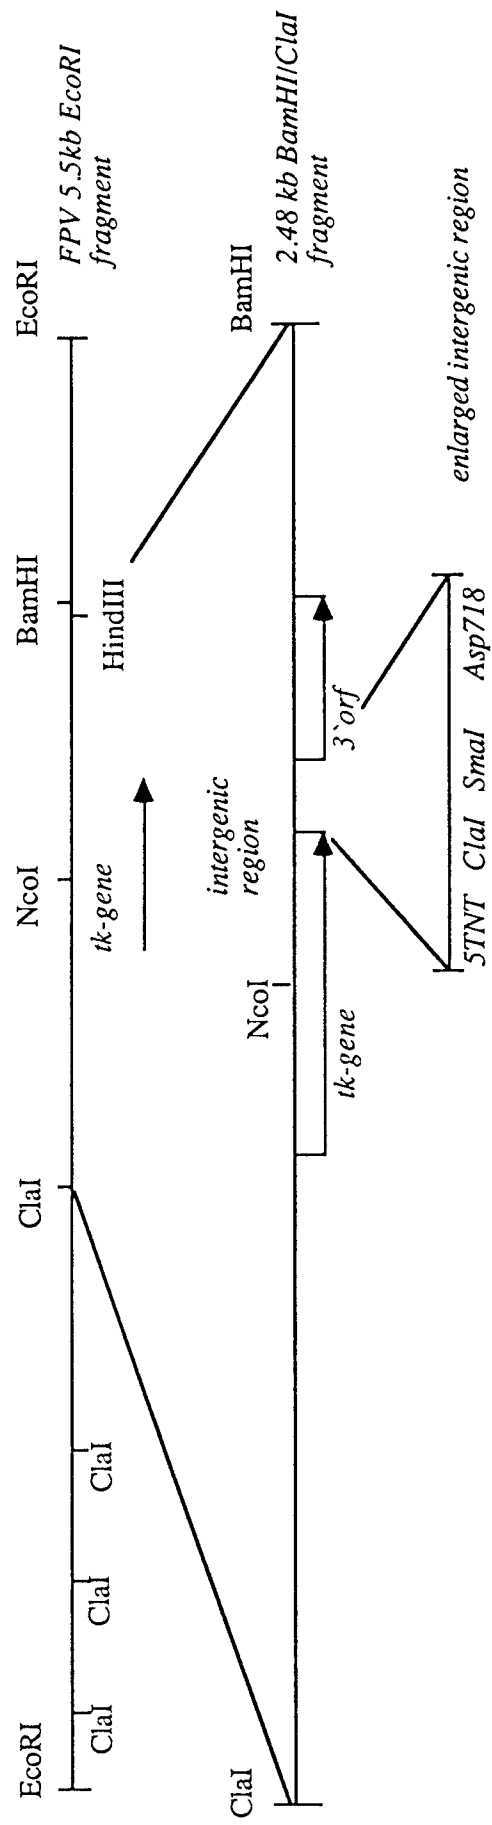 EcoRI ClaI NcoI BamHI EcoRI
FPV 5.5kb EcoRI
fragment
ClaI ClaI ClaI tk-gene HindIII
intergenic
region
ClaI NcoI BamHI
2.48 kb BamHI/ClaI
fragment
tk-gene 3`orf
enlarged intergenic region
5TNT ClaI SmaI Asp718